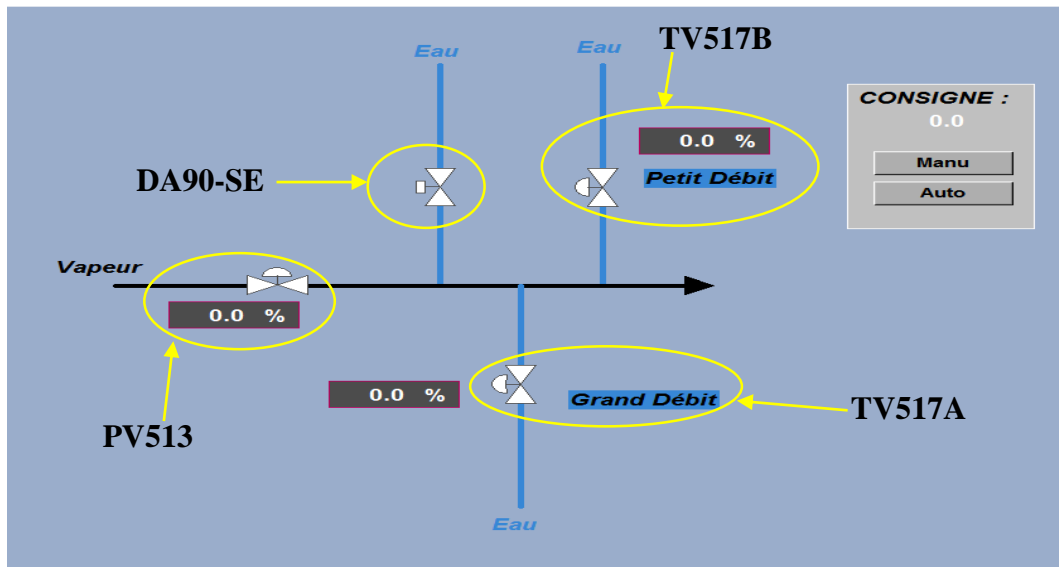 TV517B
Eau
Eau
CONSIGNE :
0.0
0.0 %
Manu
DA90-SE
Petit Débit
Auto
Vapeur
0.0 %
0.0 %
Grand Débit
TV517A
PV513
Eau